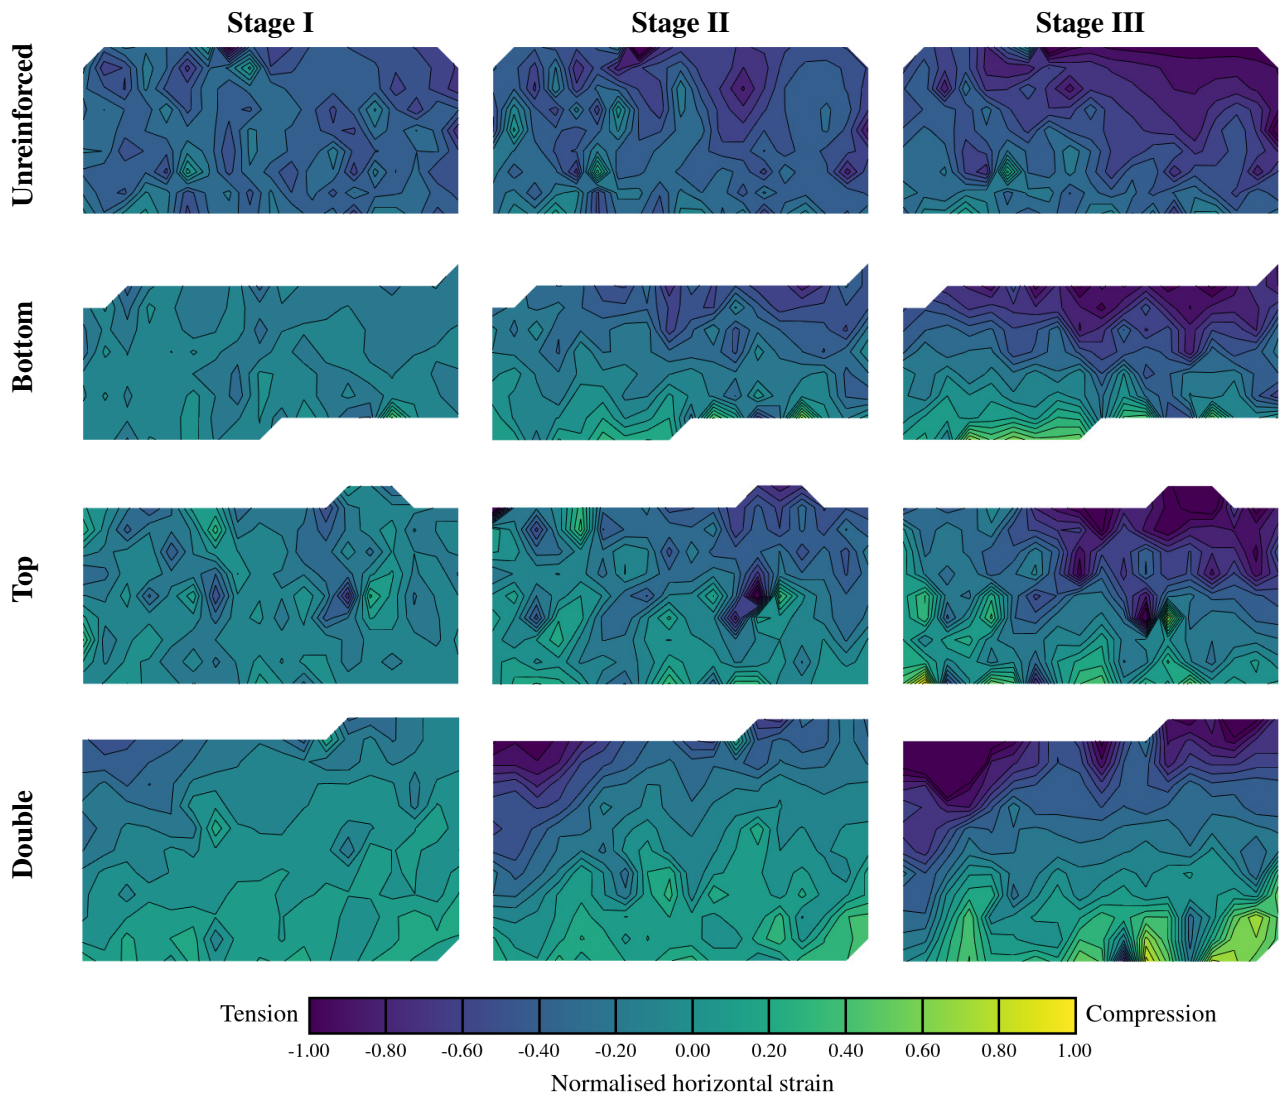 Stage I Stage II Stage III
Unreinforced
Bottom
Top
Double
Tension Compression
-1.00 -0.80 -0.60 -0.40 -0.20 0.00 0.20 0.40 0.60 0.80 1.00
Normalised horizontal strain